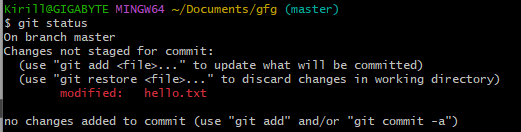 Kirill@GIGABYTE MINGW64 ~/Documents/gfg (master)
$ git status
On branch master
Changes not staged for commit:
  (use "git add <file>..." to update what will be committed)
  (use "git restore <file>..." to discard changes in working directory)
        modified:   hello.txt

no changes added to commit (use "git add" and/or "git commit -a")